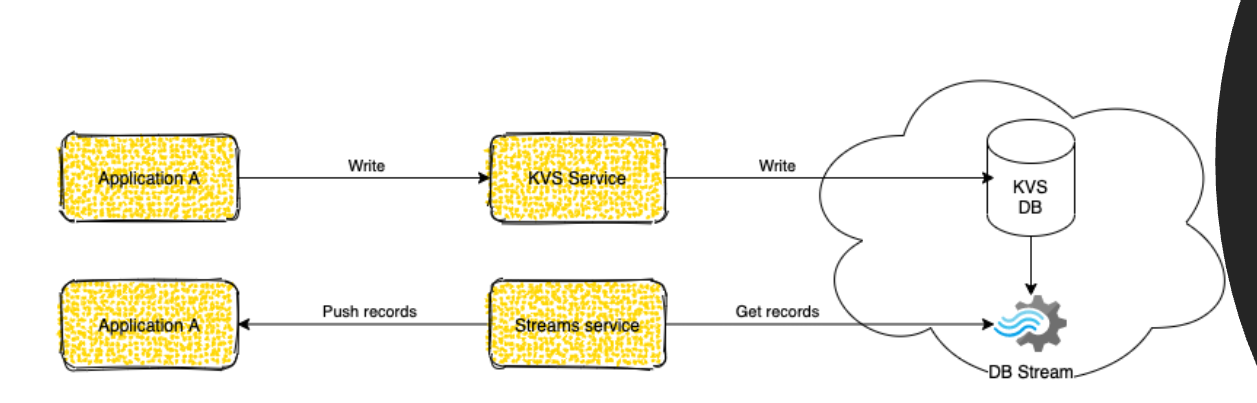 Application A
Write
KVS Service
Write
KVS
DB
Application A
Push records
Streams service
Get records
DB Stream